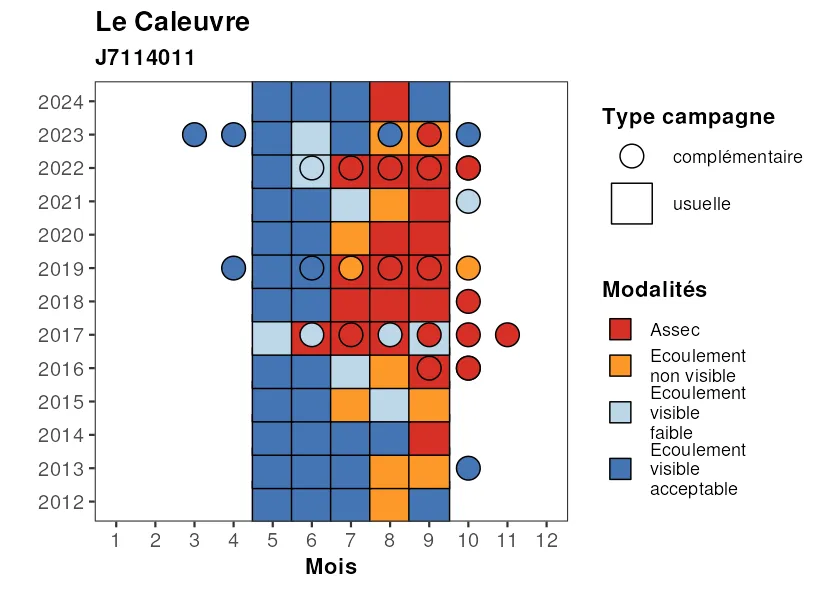 Le Caleuvre
J7114011
2024
2023
2022
2021
2020
2019
2018
2017
2016
2015
2014
2013
2012
1 2 3 4 5 6 7 8 9 10 11 12
Mois
Type campagne
complémentaire
usuelle
Modalités
Assec
Ecoulement
non visible
Ecoulement
visible
faible
Ecoulement
visible
acceptable